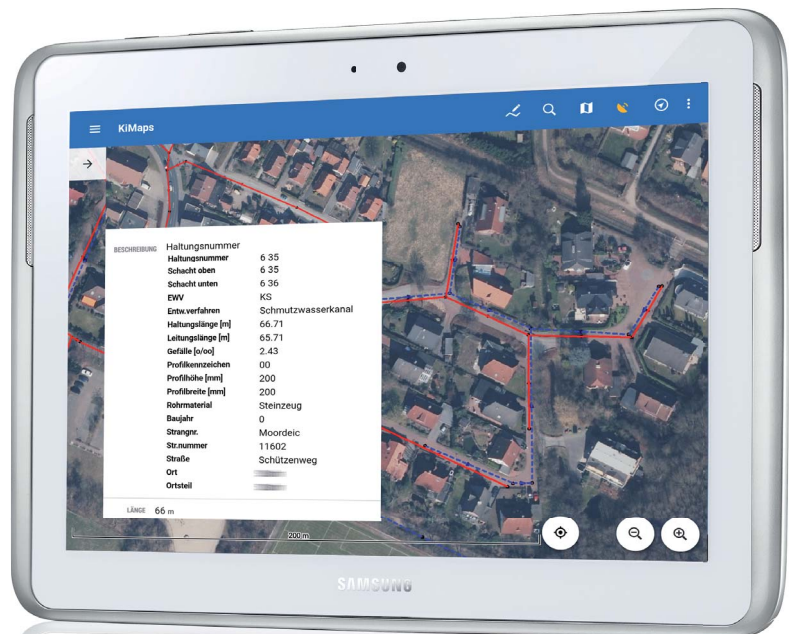 KiMaps
BESCHREIBUNG Haltungsnummer
Haltungsnummer 6 35
Schacht oben 6 35
Schacht unten 6 36
EWV KS
Entw.verfahren Schmutzwasserkanal
Haltungslänge [m] 66.71
Leitungslänge [m] 65.71
Gefälle [o/oo] 2.43
Profilkennzeichen 00
Profilhöhe [mm] 200
Profilbreite [mm] 200
Rohrmaterial Steinzeug
Baujahr 0
Strangnr. Moordeic
Str.nummer 11602
Straße Schützenweg
Ort
Ortsteil
LÄNGE 66 m
200 m
SAMSUNG